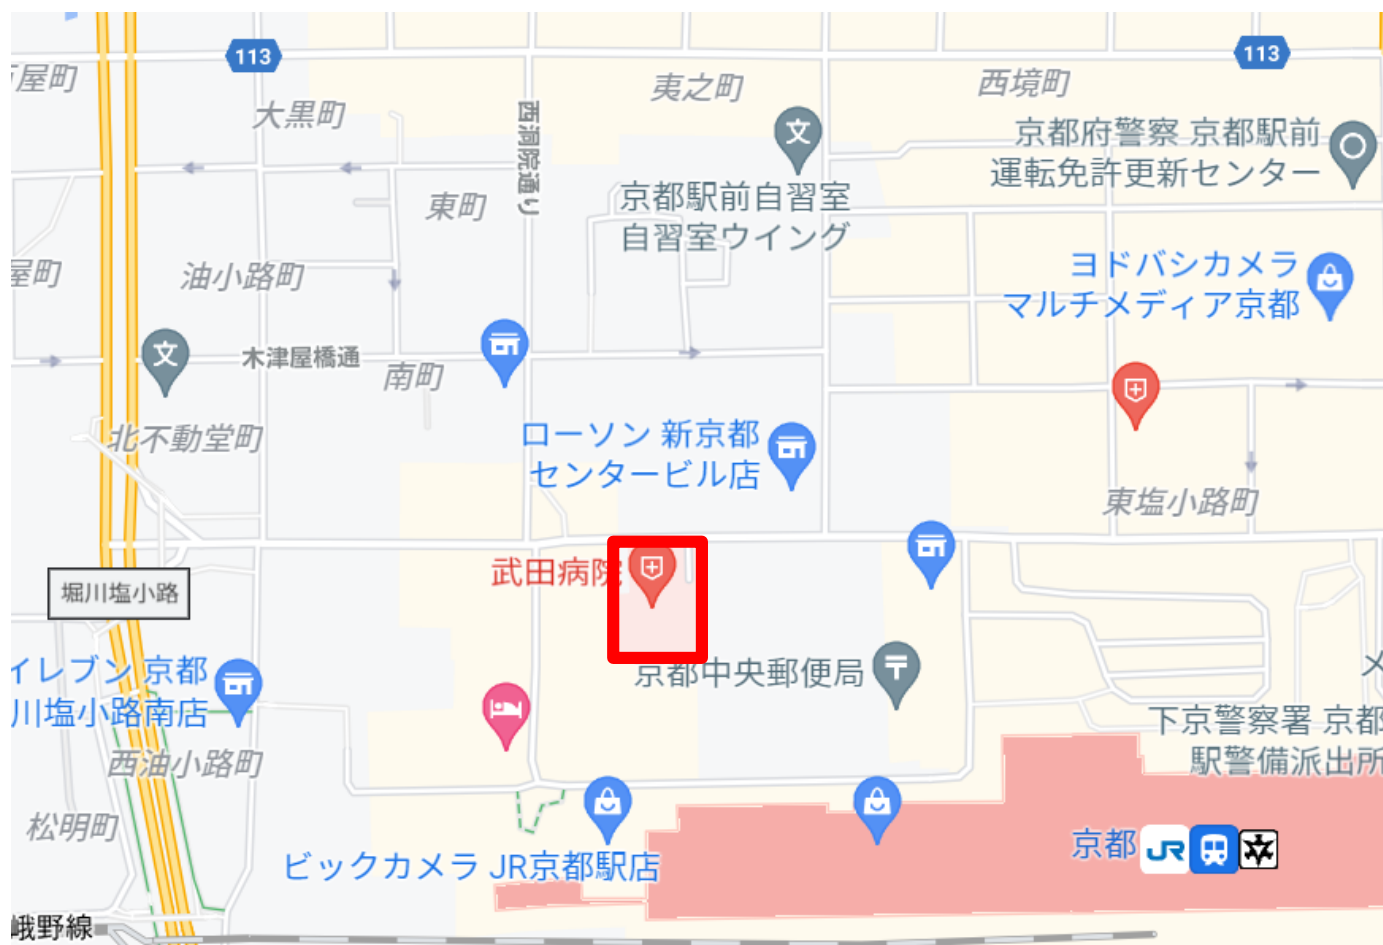 113
113
屋町
大黒町
夷之町
西境町
西洞院通り
京都府警察 京都駅前
運転免許更新センター
文
東町
京都駅前自習室
自習室ウイング
屋町
油小路町
ヨドバシカメラ
マルチメディア京都
文
木津屋橋通
南町
北不動堂町
ローソン 新京都
センタービル店
東塩小路町
武田病院
堀川塩小路
イレブン 京都
川塩小路南店
京都中央郵便局
〒
メ
下京警察署 京都
駅警備派出所
西油小路町
松明町
ビックカメラ JR京都駅店
京都
JR
峨野線